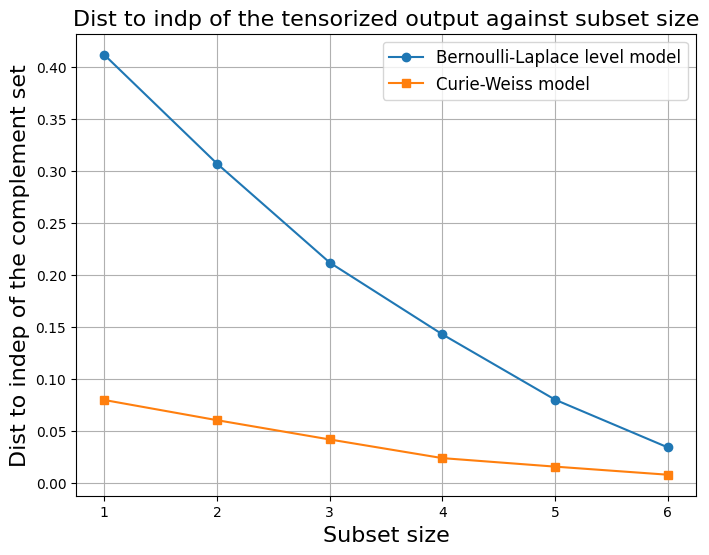 Dist to indp of the tensorized output against subset size
Bernoulli-Laplace level model
Curie-Weiss model
Dist to indep of the complement set
0.40
0.35
0.30
0.25
0.20
0.15
0.10
0.05
0.00
1 2 3 4 5 6
Subset size